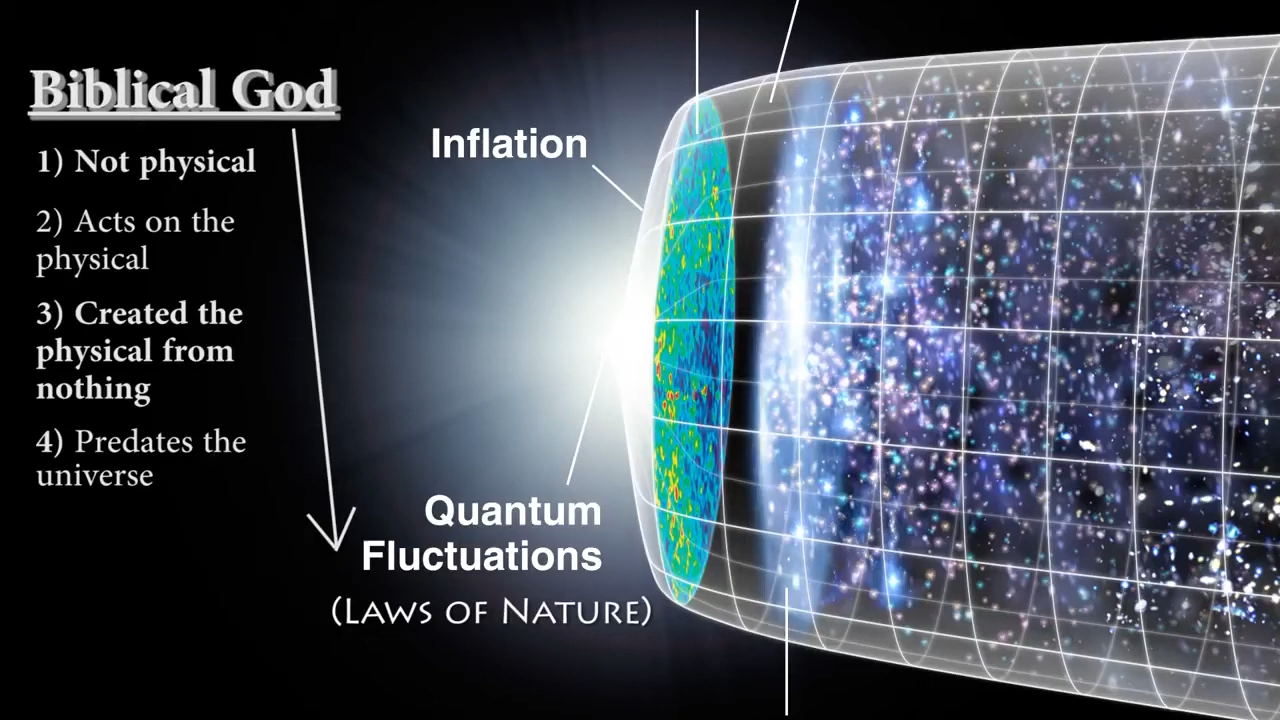 Biblical God
1) Not physical
2) Acts on the
physical
3) Created the
physical from
nothing
4) Predates the
universe
Inflation
Quantum
Fluctuations
(Laws of Nature)